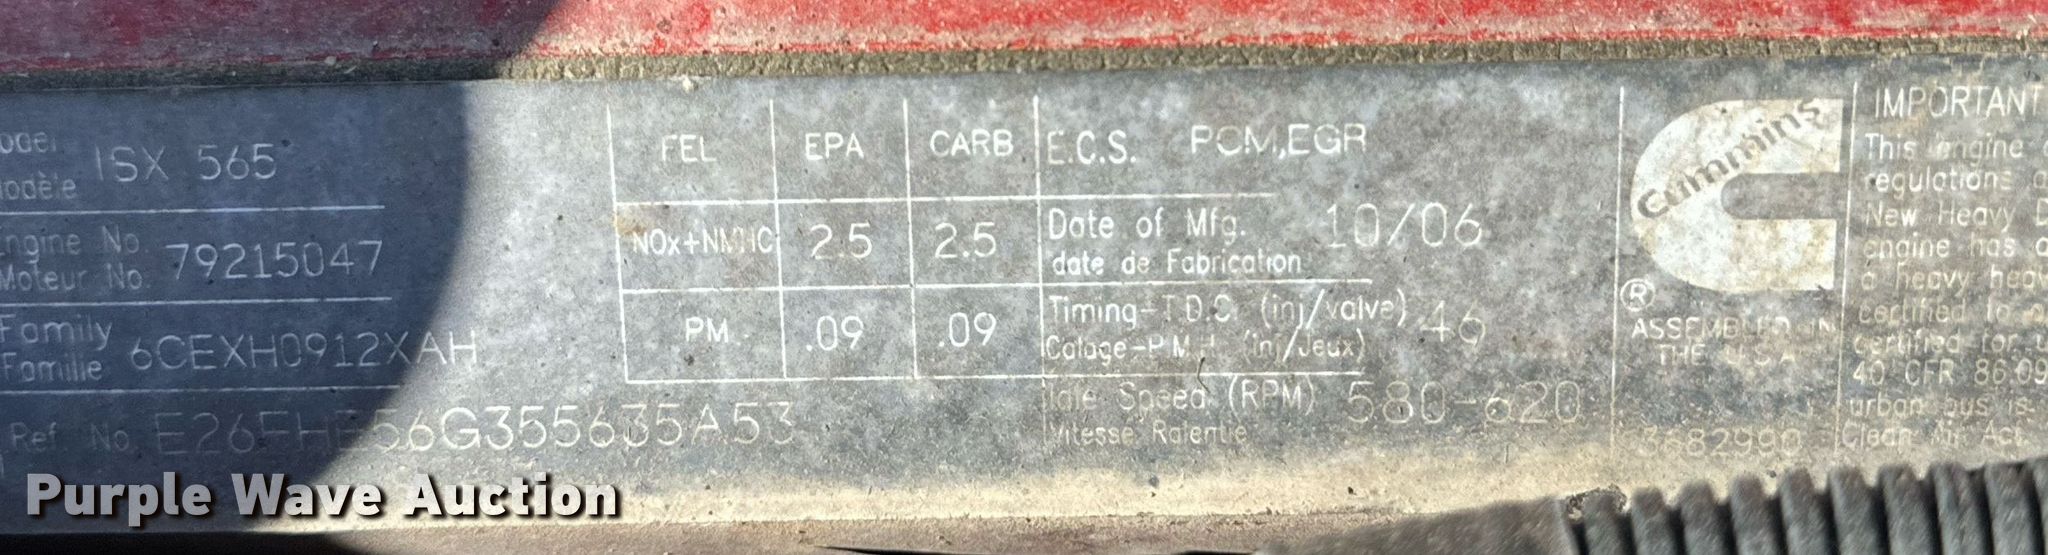 ISX 565
Engine No. 79215047
Moteur No.
Family 6CEXH0912XAH
Famille
Ref No.
FEL EPA CARB
NOx+NMHC 2.5 2.5
PM .09 .09
E.C.S. PCM,EGR
Date of Mfg. 10/06
date de Fabrication
Timing-T.D.C. (inj/valve) 46
Calage-P.M.H. (inj/Jeux)
Idle Speed (RPM) 580-620
Vitesse Ralentie
Cummins
®
ASSEMBLED IN
THE U.S.A.
3682990
IMPORTANT
This engine
regulations
New Heavy
engine has
a heavy
certified to
certified for
40 CFR 86.09
urban bus is
Clean Air Act
Purple Wave Auction